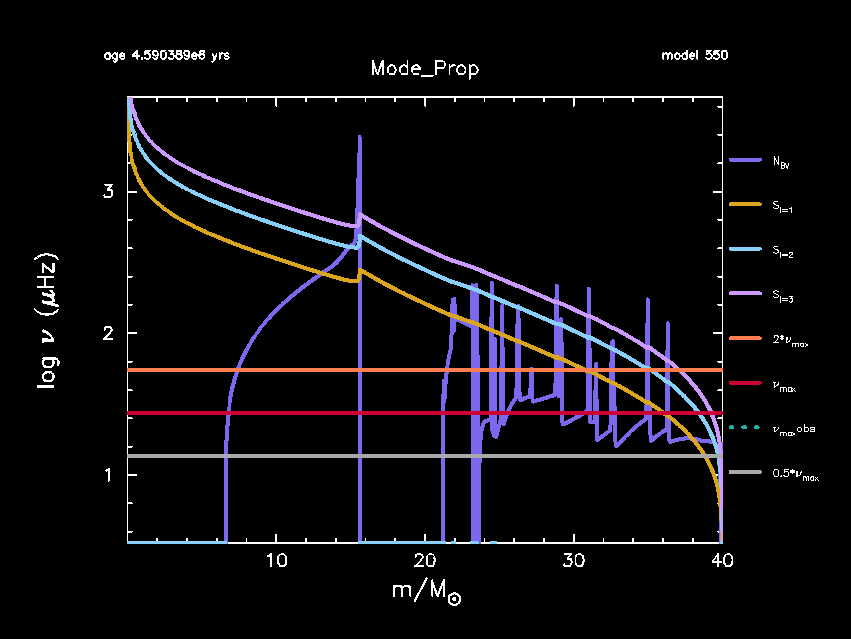 age 4.590389e6 yrs
model 550
Mode_Prop
log ν (μHz)
3
2
1
10
20
30
40
m/M⊙
N_BV
S_l=1
S_l=2
S_l=3
2*ν_max
ν_max
ν_max obs
0.5*ν_max